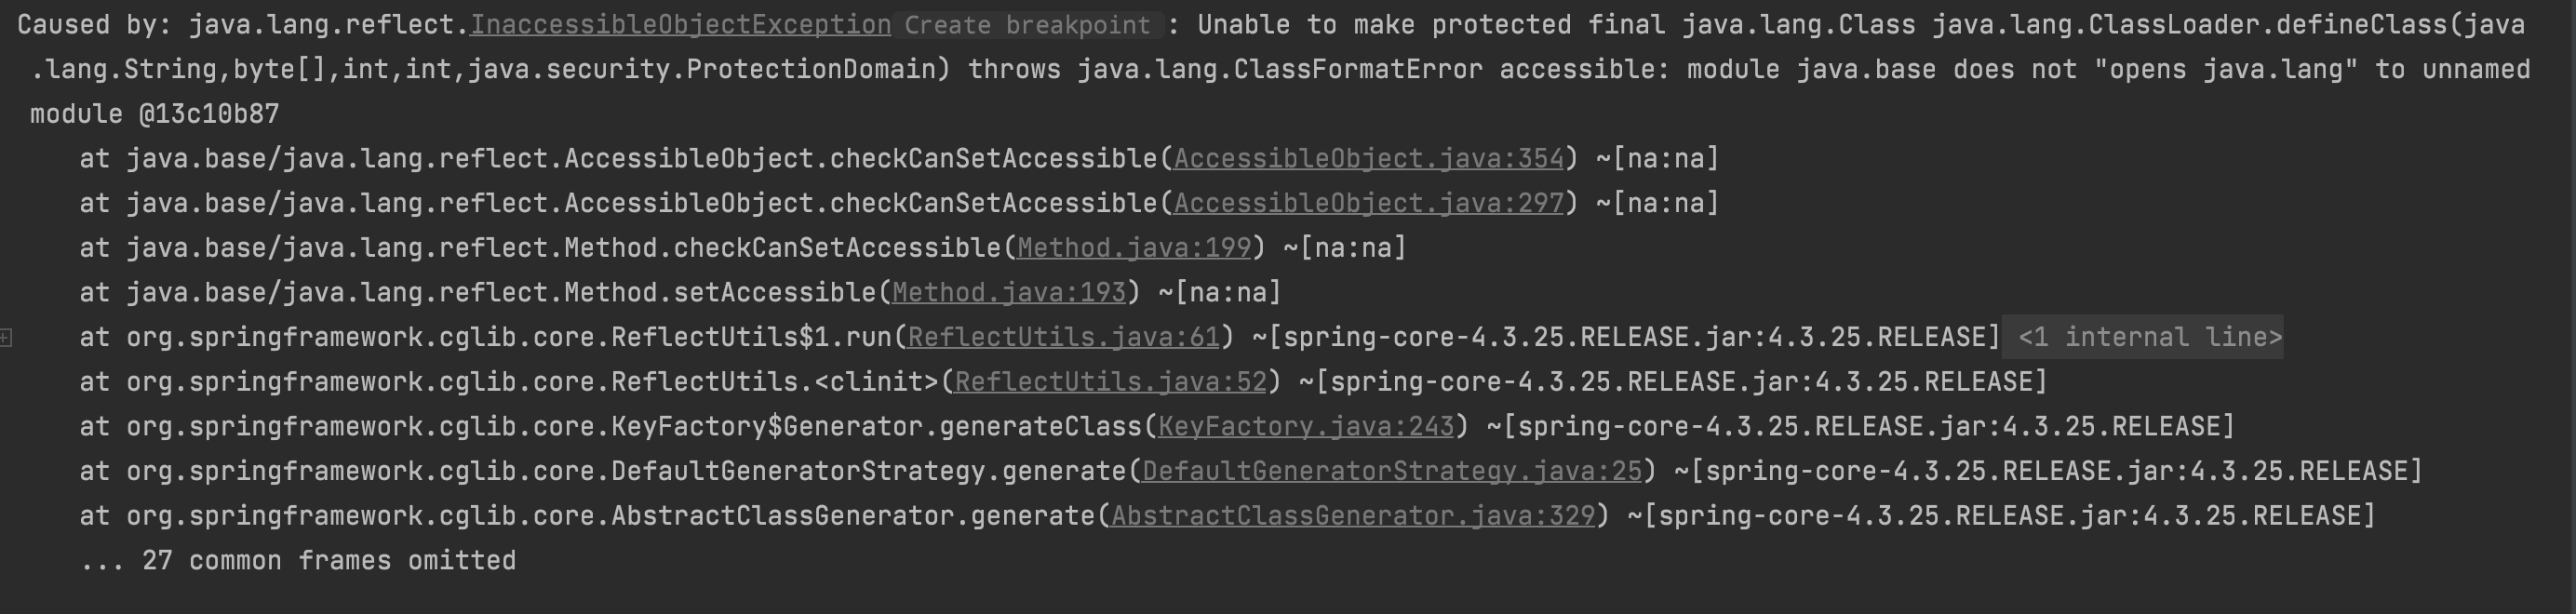 Caused by: java.lang.reflect.InaccessibleObjectException Create breakpoint : Unable to make protected final java.lang.Class java.lang.ClassLoader.defineClass(java
.lang.String,byte[],int,int,java.security.ProtectionDomain) throws java.lang.ClassFormatError accessible: module java.base does not "opens java.lang" to unnamed
module @13c10b87
at java.base/java.lang.reflect.AccessibleObject.checkCanSetAccessible(AccessibleObject.java:354) ~[na:na]
at java.base/java.lang.reflect.AccessibleObject.checkCanSetAccessible(AccessibleObject.java:297) ~[na:na]
at java.base/java.lang.reflect.Method.checkCanSetAccessible(Method.java:199) ~[na:na]
at java.base/java.lang.reflect.Method.setAccessible(Method.java:193) ~[na:na]
at org.springframework.cglib.core.ReflectUtils$1.run(ReflectUtils.java:61) ~[spring-core-4.3.25.RELEASE.jar:4.3.25.RELEASE] <1 internal line>
at org.springframework.cglib.core.ReflectUtils.<clinit>(ReflectUtils.java:52) ~[spring-core-4.3.25.RELEASE.jar:4.3.25.RELEASE]
at org.springframework.cglib.core.KeyFactory$Generator.generateClass(KeyFactory.java:243) ~[spring-core-4.3.25.RELEASE.jar:4.3.25.RELEASE]
at org.springframework.cglib.core.DefaultGeneratorStrategy.generate(DefaultGeneratorStrategy.java:25) ~[spring-core-4.3.25.RELEASE.jar:4.3.25.RELEASE]
at org.springframework.cglib.core.AbstractClassGenerator.generate(AbstractClassGenerator.java:329) ~[spring-core-4.3.25.RELEASE.jar:4.3.25.RELEASE]
... 27 common frames omitted